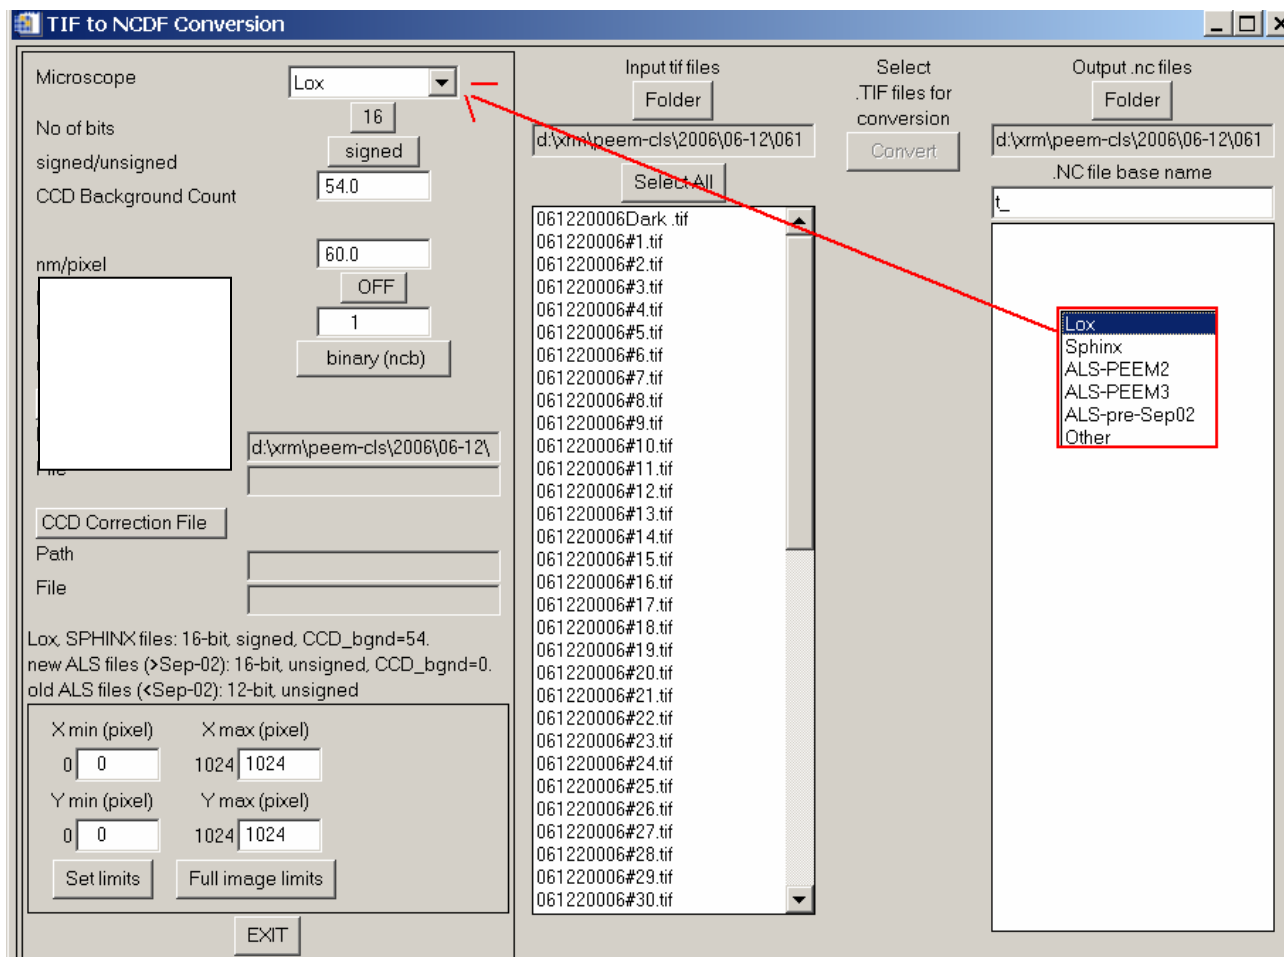 TIF to NCDF Conversion
Microscope
Lox
No of bits
16
signed/unsigned
signed
CCD Background Count
54.0
nm/pixel
60.0
OFF
1
binary (ncb)
d:\xrm\peem-cls\2006\06-12\
CCD Correction File
Path
File
Lox, SPHINX files: 16-bit, signed, CCD_bgnd=54.
new ALS files (>Sep-02): 16-bit, unsigned, CCD_bgnd=0.
old ALS files (<Sep-02): 12-bit, unsigned
X min (pixel) X max (pixel)
0 0 1024 1024
Y min (pixel) Y max (pixel)
0 0 1024 1024
Set limits Full image limits
EXIT
Input tif files
Folder
d:\xrm\peem-cls\2006\06-12\061
Select All
061220006Dark .tif
061220006#1.tif
061220006#2.tif
061220006#3.tif
061220006#4.tif
061220006#5.tif
061220006#6.tif
061220006#7.tif
061220006#8.tif
061220006#9.tif
061220006#10.tif
061220006#11.tif
061220006#12.tif
061220006#13.tif
061220006#14.tif
061220006#15.tif
061220006#16.tif
061220006#17.tif
061220006#18.tif
061220006#19.tif
061220006#20.tif
061220006#21.tif
061220006#22.tif
061220006#23.tif
061220006#24.tif
061220006#25.tif
061220006#26.tif
061220006#27.tif
061220006#28.tif
061220006#29.tif
061220006#30.tif
Select
.TIF files for
conversion
Convert
Output .nc files
Folder
d:\xrm\peem-cls\2006\06-12\061
.NC file base name
t_
Lox
Sphinx
ALS-PEEM2
ALS-PEEM3
ALS-pre-Sep02
Other